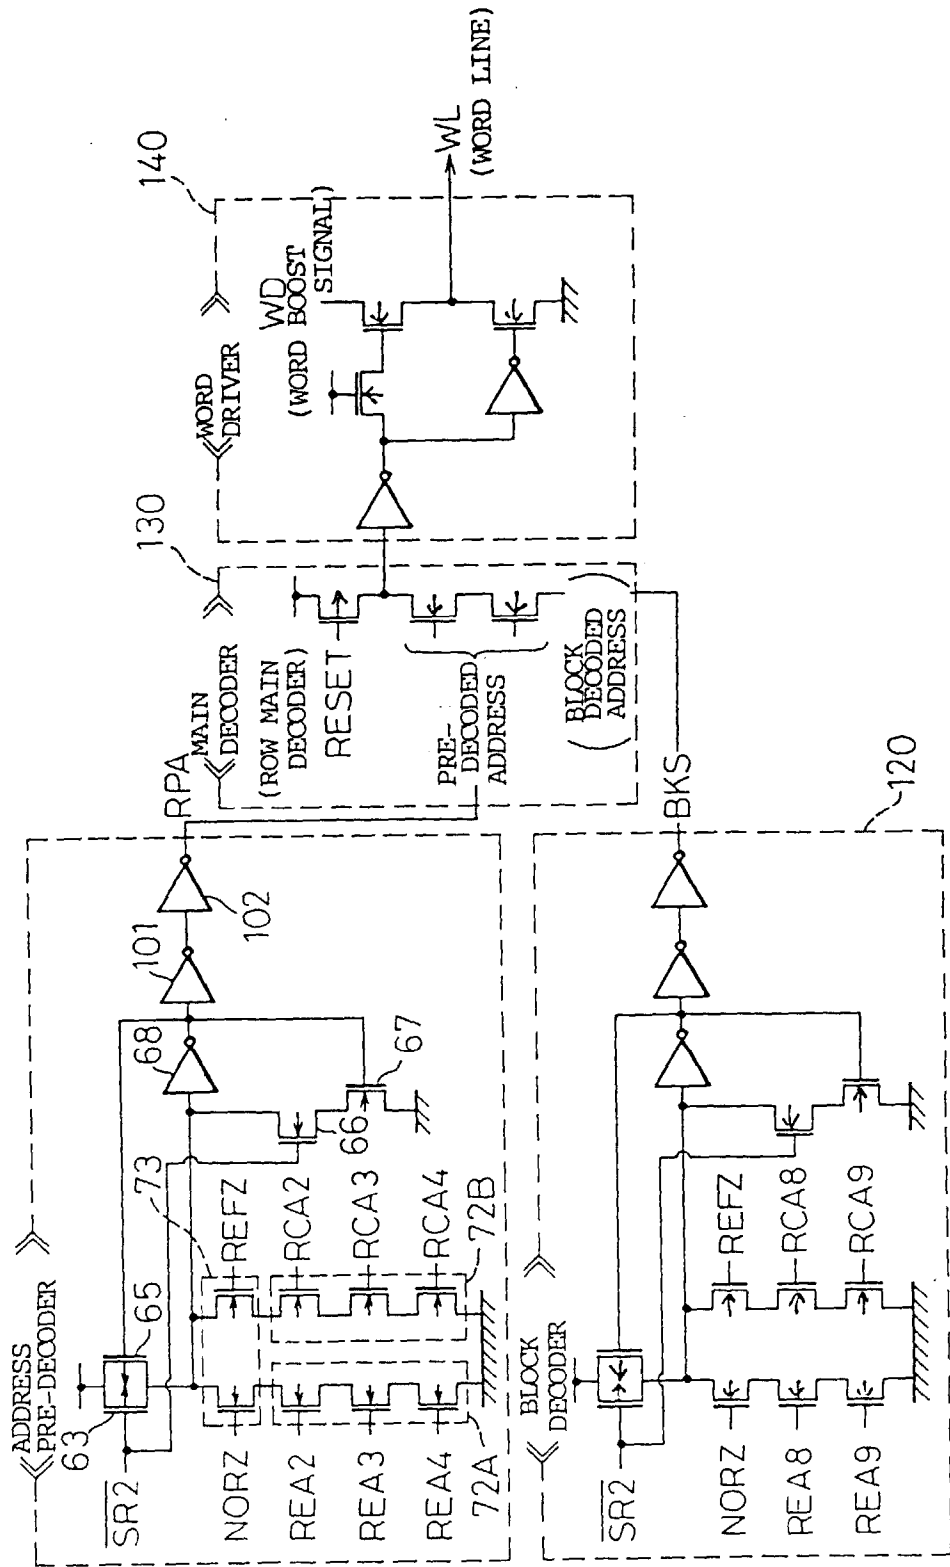 ADDRESS
PRE-DECODER
63
65
73
68
101
102
RPA
SR2
NORZ
REFZ
REA2
RCA2
REA3
RCA3
REA4
RCA4
66
67
72A
72B
BLOCK
DECODER
SR2
NORZ
REFZ
REA8
RCA8
REA9
RCA9
BKS
120
MAIN
DECODER
130
(ROW MAIN
DECODER)
RESET
PRE-
DECODED
ADDRESS
(BLOCK
DECODED
ADDRESS)
WORD
DRIVER
140
WD
(WORD BOOST
SIGNAL)
WL
(WORD LINE)